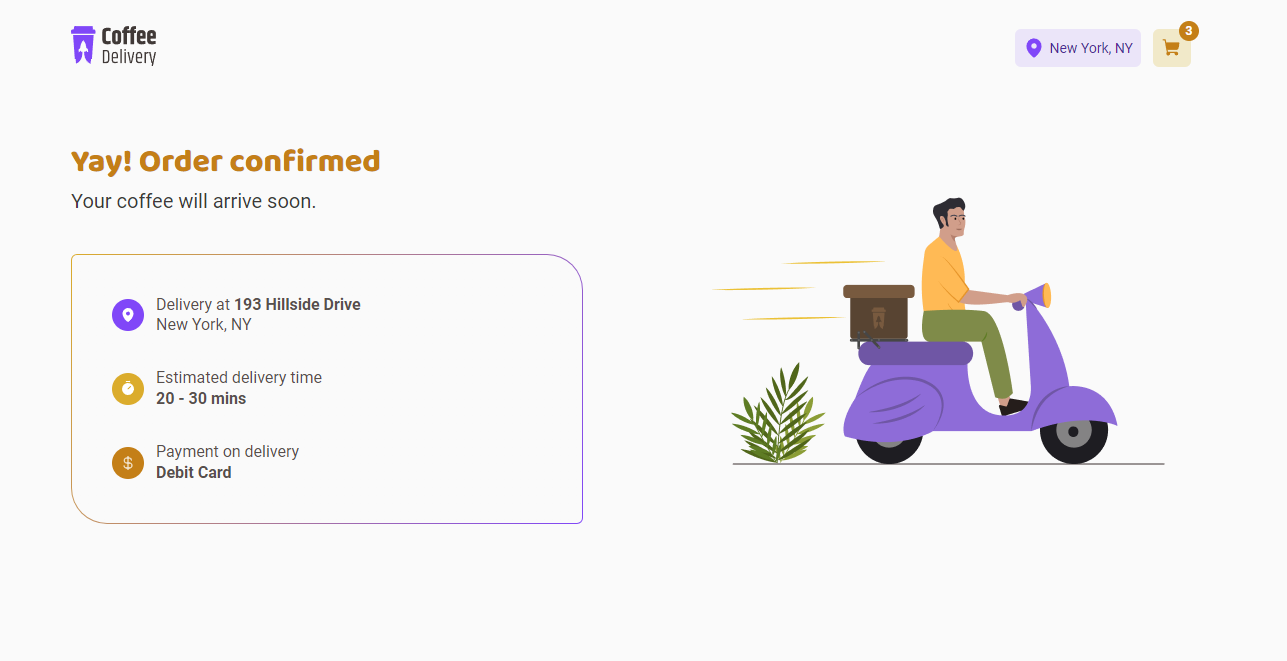 Coffee
Delivery
New York, NY
3
Yay! Order confirmed
Your coffee will arrive soon.
Delivery at 193 Hillside Drive
New York, NY
Estimated delivery time
20 - 30 mins
$
Payment on delivery
Debit Card